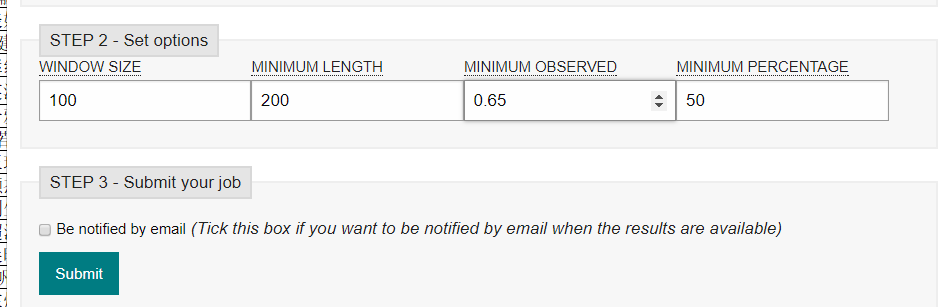 STEP 2 - Set options
WINDOW SIZE MINIMUM LENGTH MINIMUM OBSERVED MINIMUM PERCENTAGE
100 200 0.65 50
STEP 3 - Submit your job
Be notified by email (Tick this box if you want to be notified by email when the results are available)
Submit